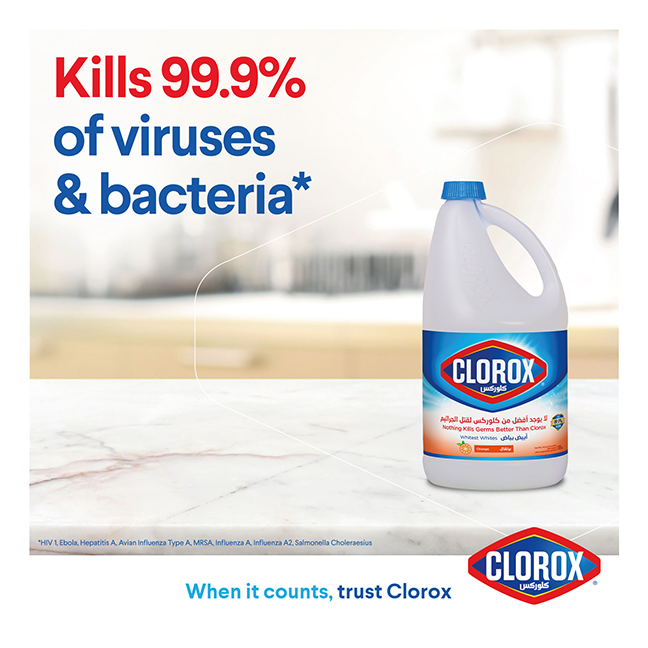 Kills 99.9%
of viruses
& bacteria*
CLOROX
كلوركس
لا يوجد أفضل من كلوركس لقتل الجراثيم
Nothing Kills Germs Better Than Clorox
Whitest Whites أبيض بياض
Orange برتقال
*HIV 1, Ebola, Hepatitis A, Avian Influenza Type A, MRSA, Influenza A, Influenza A2, Salmonella Choleraesius
When it counts, trust Clorox
CLOROX
كلوركس
®